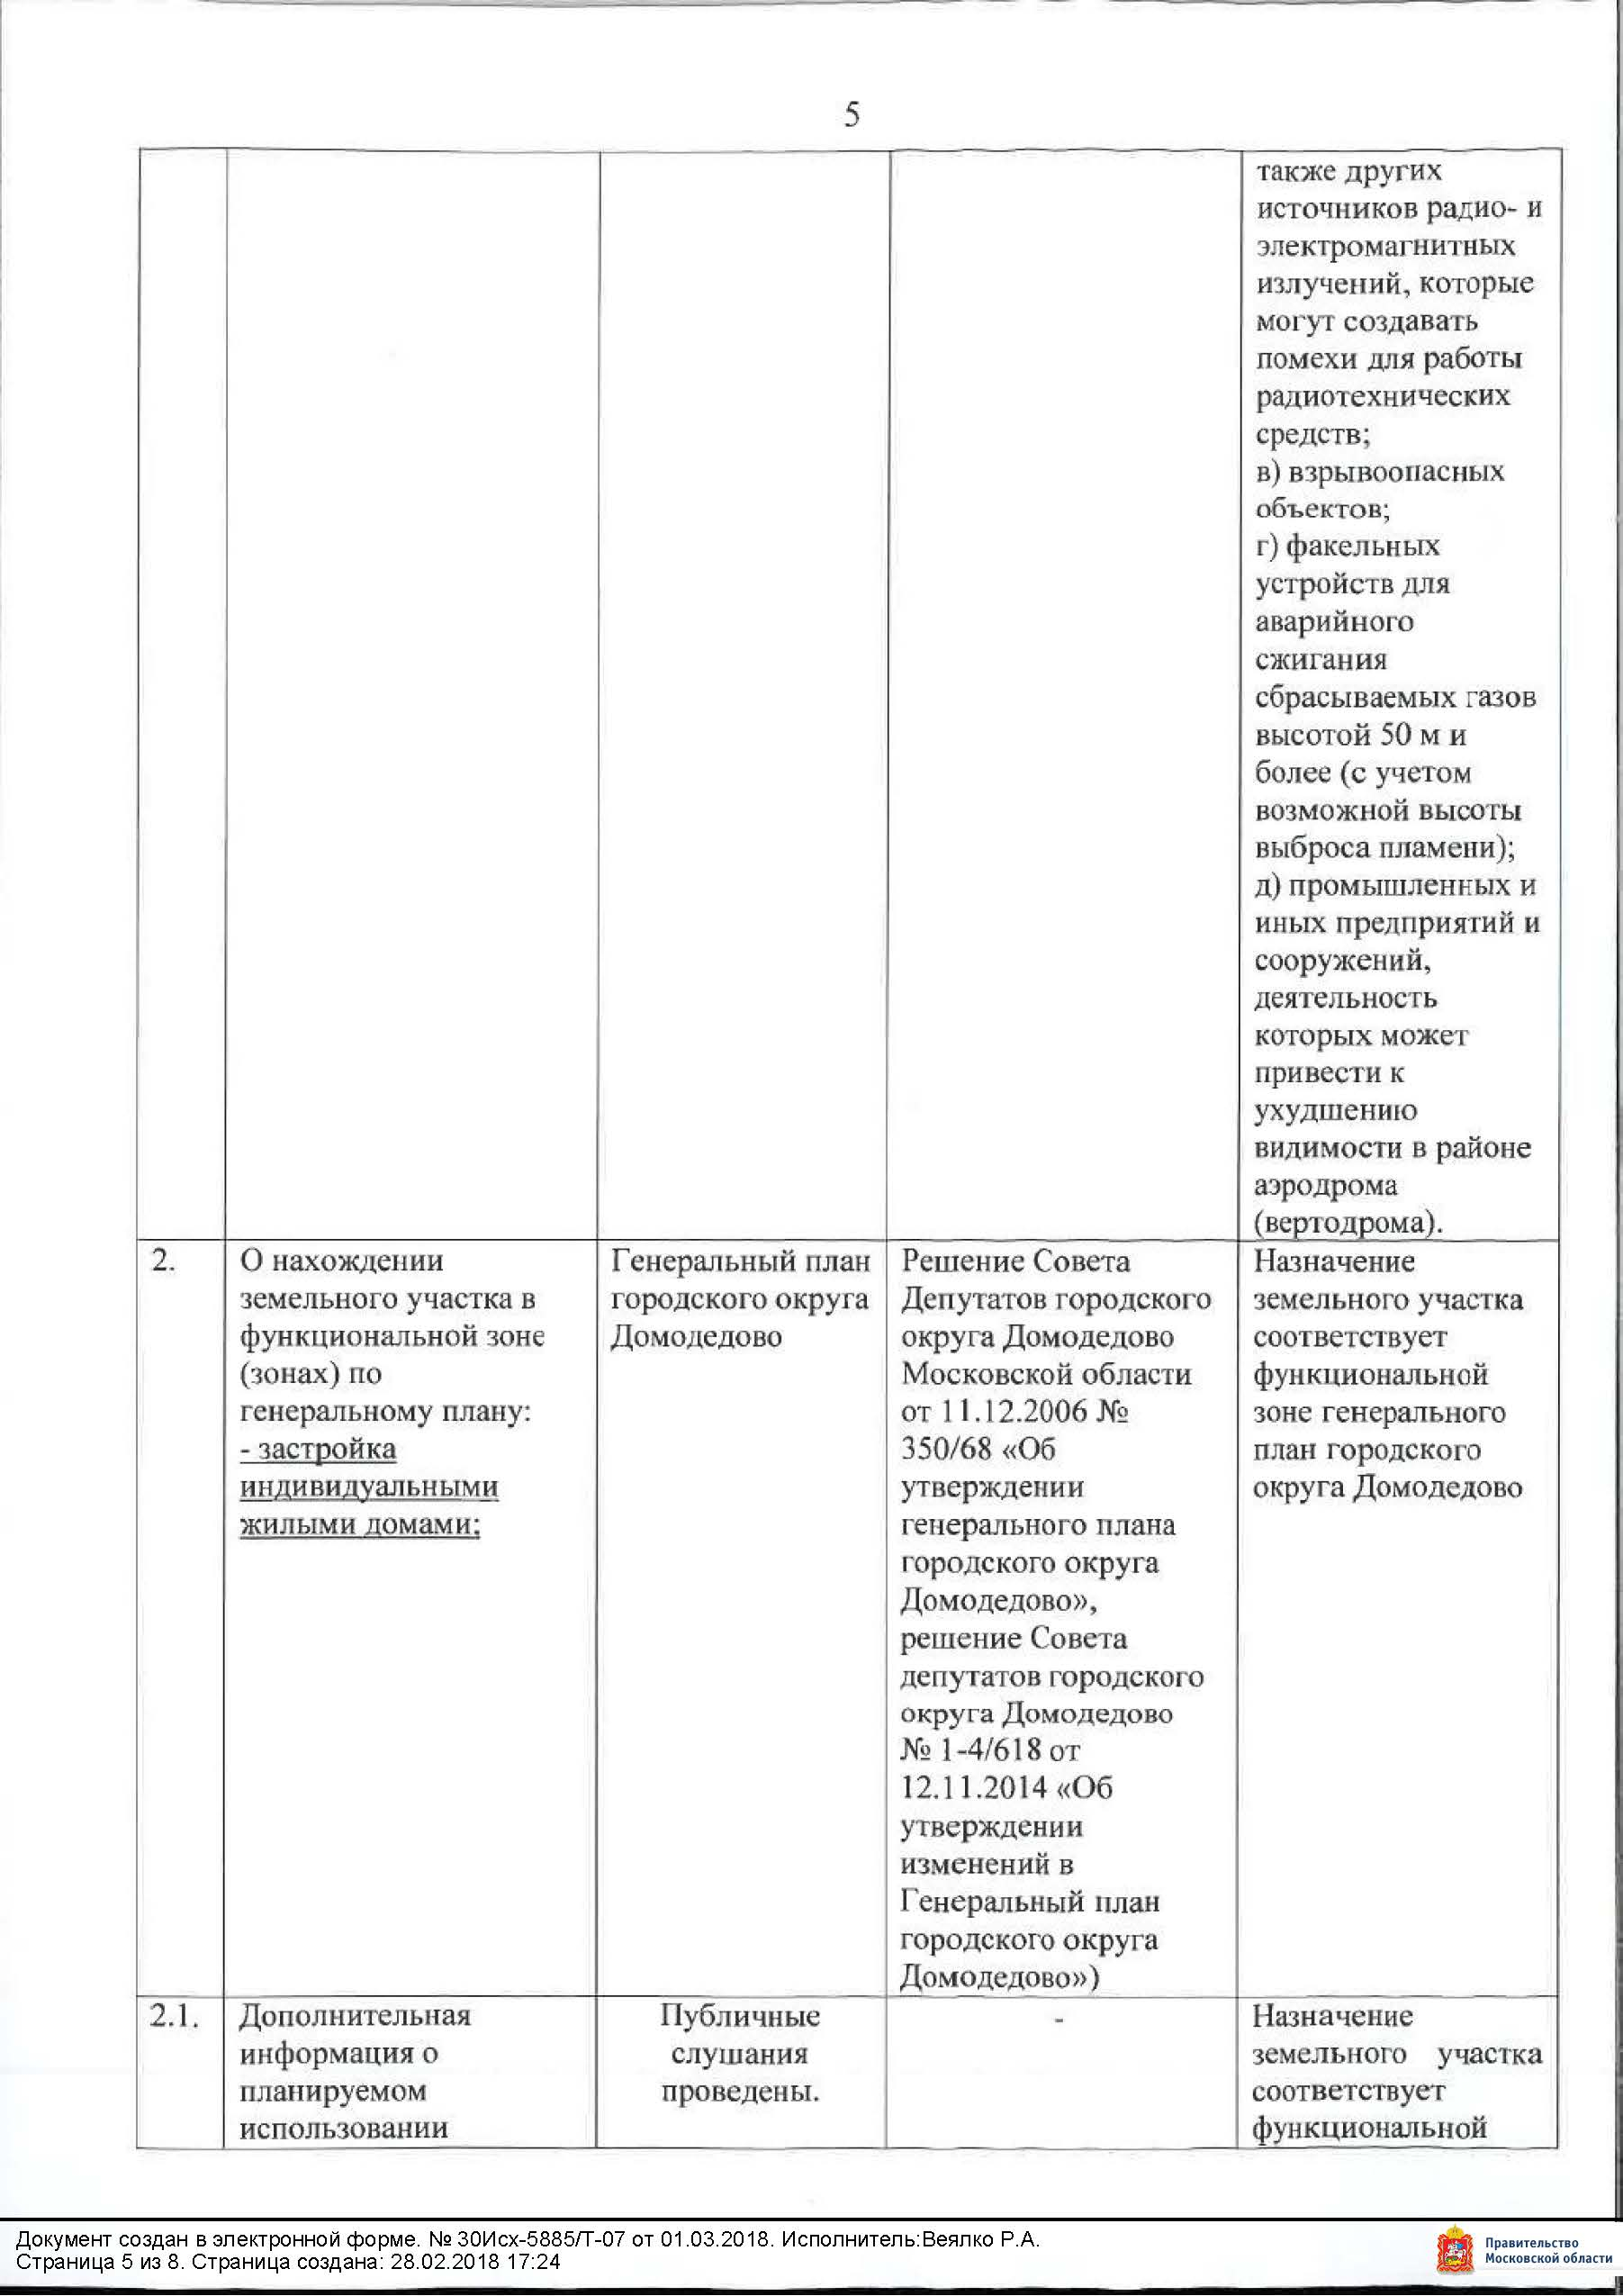 5
также других
источников радио- и
электромагнитных
излучений, которые
могут создавать
помехи для работы
радиотехнических
средств;
в) взрывоопасных
объектов;
г) факельных
устройств для
аварийного
сжигания
сбрасываемых газов
высотой 50 м и
более (с учетом
возможной высоты
выброса пламени);
д) промышленных и
иных предприятий и
сооружений,
деятельность
которых может
привести к
ухудшению
видимости в районе
аэродрома
(вертодрома).
2.
О нахождении
земельного участка в
функциональной зоне
(зонах) по
генеральному плану:
- застройка
индивидуальными
жилыми домами;
Генеральный план
городского округа
Домодедово
Решение Совета
Депутатов городского
округа Домодедово
Московской области
от 11.12.2006 №
350/68 «Об
утверждении
генерального плана
городского округа
Домодедово»,
решение Совета
депутатов городского
округа Домодедово
№ 1-4/618 от
12.11.2014 «Об
утверждении
изменений в
Генеральный план
городского округа
Домодедово»)
Назначение
земельного участка
соответствует
функциональной
зоне генерального
план городского
округа Домодедово
2.1.
Дополнительная
информация о
планируемом
использовании
Публичные
слушания
проведены.
-
Назначение
земельного участка
соответствует
функциональной
Документ создан в электронной форме. № 30Исх-5885/Т-07 от 01.03.2018. Исполнитель:Веялко Р.А.
Страница 5 из 8. Страница создана: 28.02.2018 17:24
Правительство
Московской области